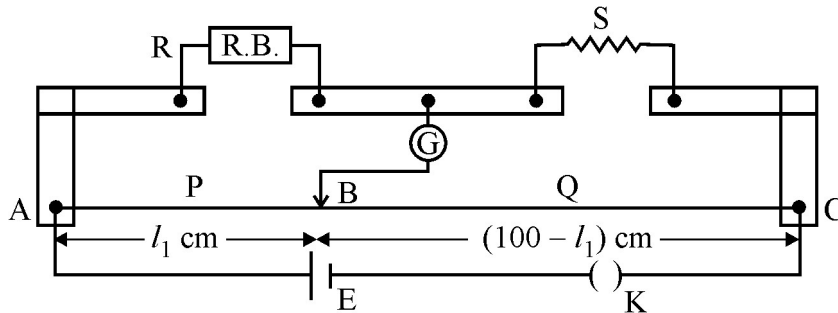 S
R R.B.
G
P B Q
A C
l₁ cm (100 – l₁) cm
E K